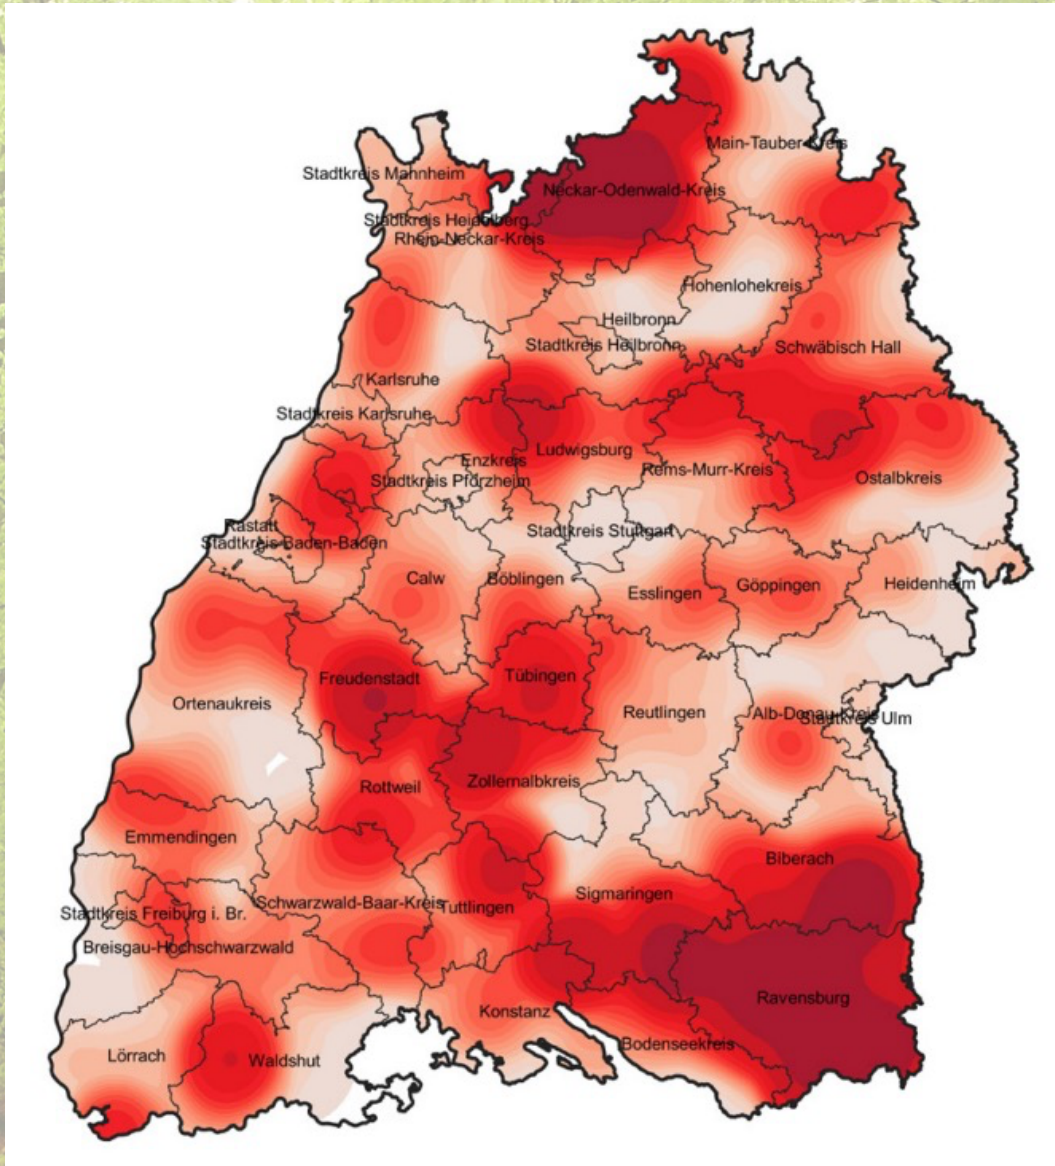 Main-Tauber-Kreis
Stadtkreis Mahnheim
Neckar-Odenwald-Kreis
Stadtkreis Heidelberg
Rhein-Neckar-Kreis
Hohenlohekreis
Heilbronn
Stadtkreis Heilbronn
Schwäbisch Hall
Karlsruhe
Stadtkreis Karlsruhe
Ludwigsburg
Enzkreis
Rems-Murr-Kreis
Stadtkreis Pforzheim
Ostalbkreis
Rastatt
Stadtkreis Stuttgart
Stadtkreis Baden-Baden
Calw
Böblingen
Esslingen
Göppingen
Heidenheim
Freudenstadt
Tübingen
Ortenaukreis
Reutlingen
Alb-Donau-Kreis
Stadtkreis Ulm
Rottweil
Zollernalbkreis
Emmendingen
Biberach
Sigmaringen
Schwarzwald-Baar-Kreis
Tuttlingen
Stadtkreis Freiburg i. Br.
Breisgau-Hochschwarzwald
Ravensburg
Konstanz
Bodenseekreis
Lörrach
Waldshut